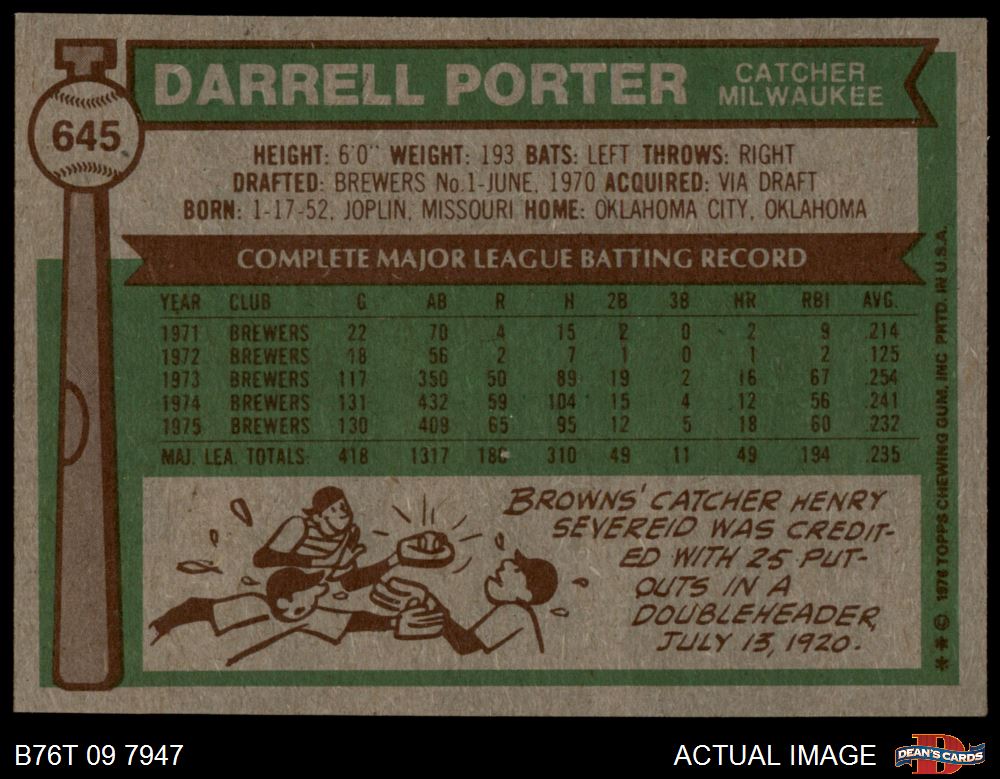 645
DARRELL PORTER
CATCHER
MILWAUKEE
HEIGHT: 6'0" WEIGHT: 193 BATS: LEFT THROWS: RIGHT
DRAFTED: BREWERS No.1-JUNE, 1970 ACQUIRED: VIA DRAFT
BORN: 1-17-52, JOPLIN, MISSOURI HOME: OKLAHOMA CITY, OKLAHOMA
COMPLETE MAJOR LEAGUE BATTING RECORD
YEAR CLUB G AB R H 2B 3B HR RBI AVG.
1971 BREWERS 22 70 4 15 2 0 2 9 .214
1972 BREWERS 18 56 2 7 1 0 1 2 .125
1973 BREWERS 117 350 50 89 19 2 16 67 .254
1974 BREWERS 131 432 59 104 15 4 12 56 .241
1975 BREWERS 130 409 65 95 12 5 18 60 .232
MAJ. LEA. TOTALS: 418 1317 180 310 49 11 49 194 .235
BROWNS' CATCHER HENRY
SEVEREID WAS CREDIT-
ED WITH 25 PUT-
OUTS IN A
DOUBLEHEADER,
JULY 13, 1920.
** © 1976 TOPPS CHEWING GUM, INC. PRTD. IN U.S.A.
B76T 09 7947
ACTUAL IMAGE
DEAN'S CARDS